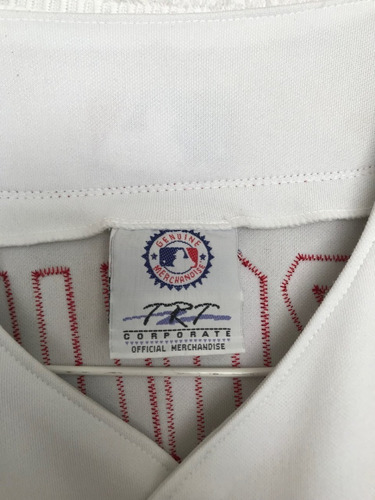 GENUINE
MERCHANDISE
TRT
CORPORATE
OFFICIAL MERCHANDISE